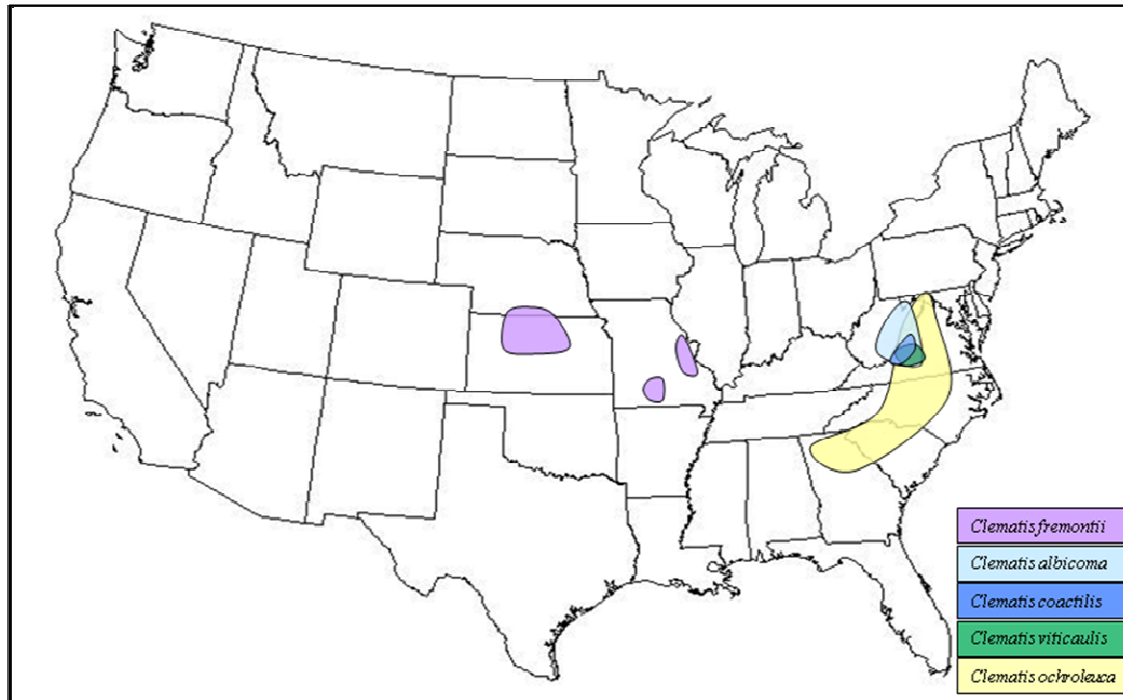 Clematis fremontii
Clematis albicoma
Clematis coactilis
Clematis viticaulis
Clematis ochroleuca